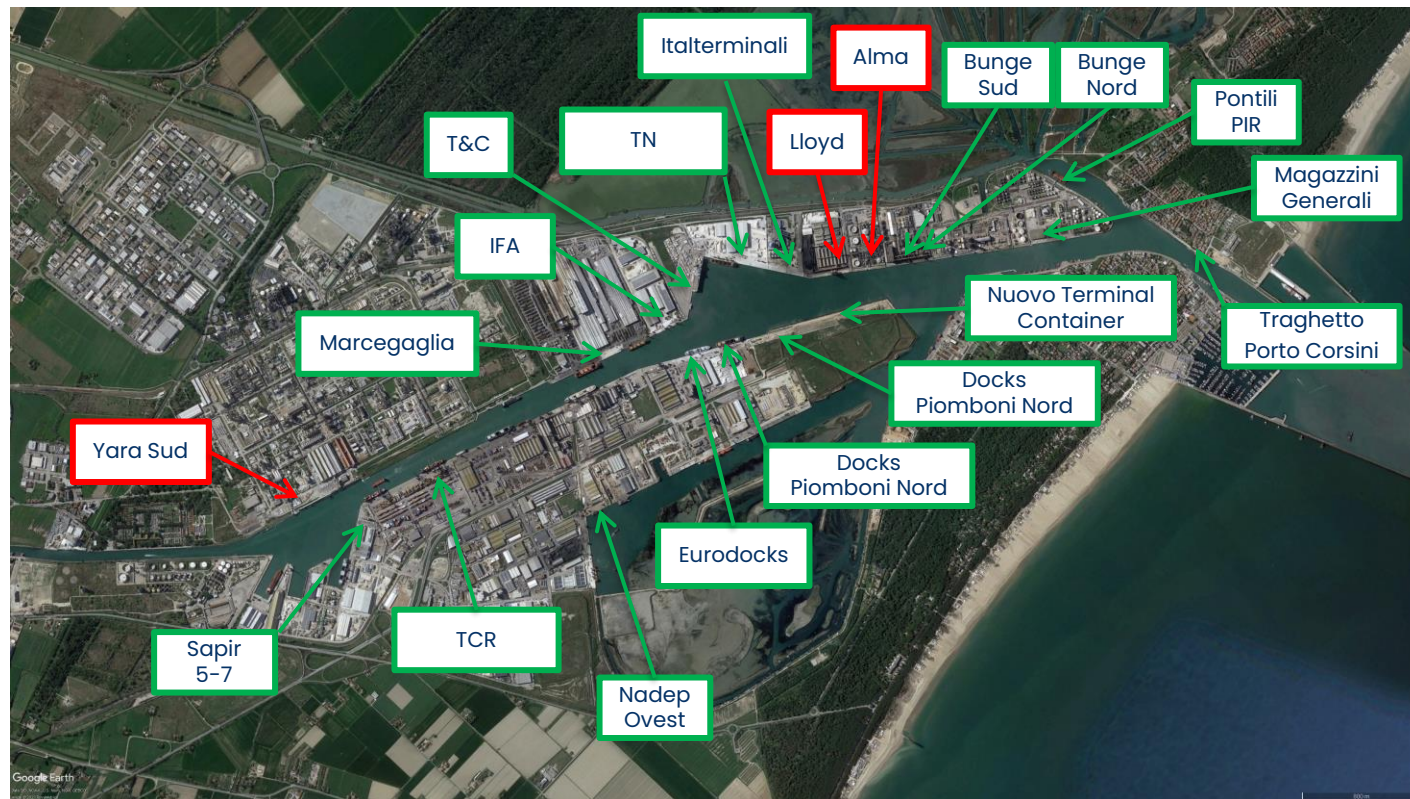 Italterminali
Alma
Bunge
Sud
Bunge
Nord
Pontili
PIR
T&C
TN
Lloyd
Magazzini
Generali
IFA
Nuovo Terminal
Container
Traghetto
Porto Corsini
Marcegaglia
Docks
Piomboni Nord
Yara Sud
Docks
Piomboni Nord
Eurodocks
TCR
Sapir
5-7
Nadep
Ovest
Google Earth